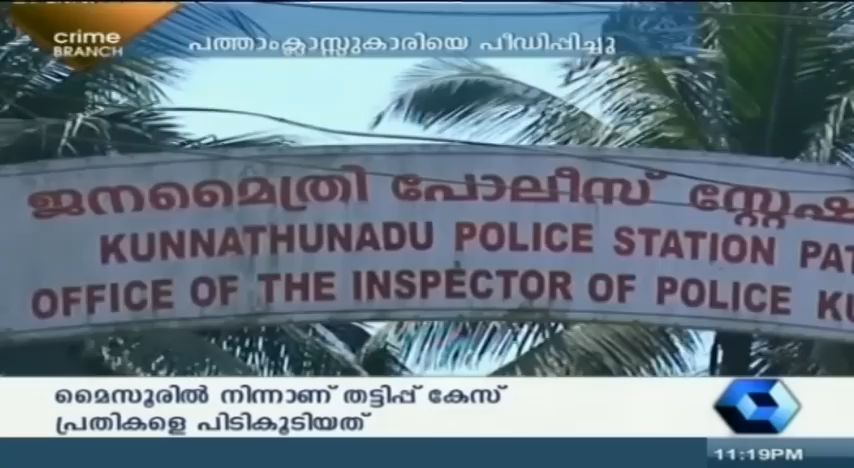 crime
BRANCH
പത്താംക്ലാസ്സുകാരിയെ പീഡിപ്പിച്ചു
ജനമൈത്രി പോലീസ്
KUNNATHUNADU POLICE STATION
OFFICE OF THE INSPECTOR OF POLICE
മൈസൂരിൽ നിന്നാണ് തട്ടിപ്പ് കേസ്
പ്രതികളെ പിടികൂടിയത്
11:19PM